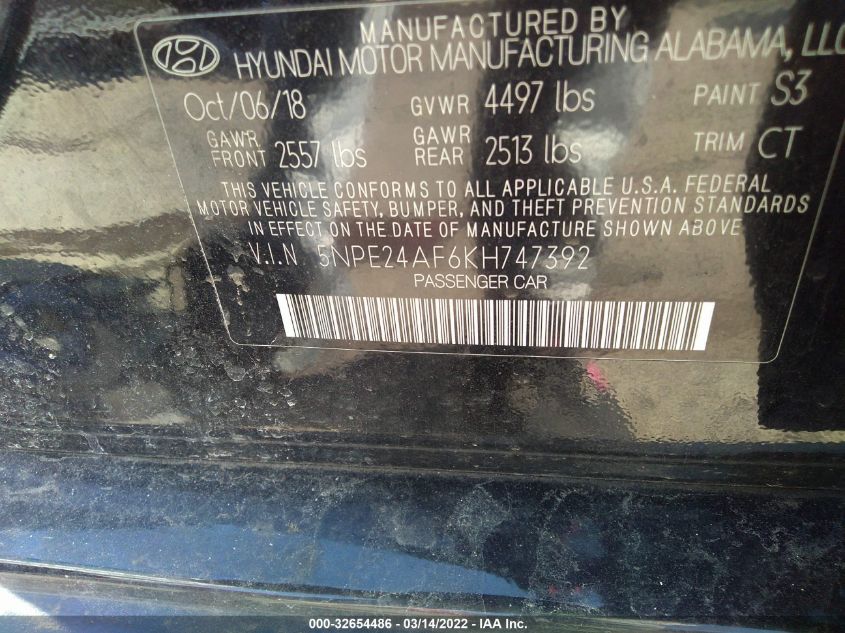 MANUFACTURED BY
HYUNDAI MOTOR MANUFACTURING ALABAMA, LLC
Oct/06/18 GVWR 4497 lbs PAINT S3
GAWR FRONT 2557 lbs GAWR REAR 2513 lbs TRIM CT
THIS VEHICLE CONFORMS TO ALL APPLICABLE U.S.A. FEDERAL
MOTOR VEHICLE SAFETY, BUMPER, AND THEFT PREVENTION STANDARDS
IN EFFECT ON THE DATE OF MANUFACTURE SHOWN ABOVE
V.I.N 5NPE24AF6KH747392
PASSENGER CAR
000-32654486 - 03/14/2022 - IAA Inc.